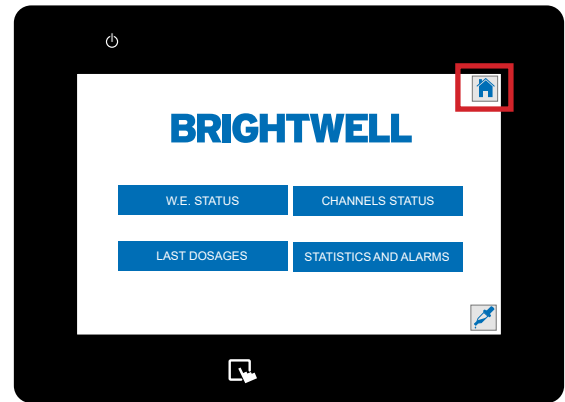 BRIGHTWELL
W.E. STATUS
CHANNELS STATUS
LAST DOSAGES
STATISTICS AND ALARMS